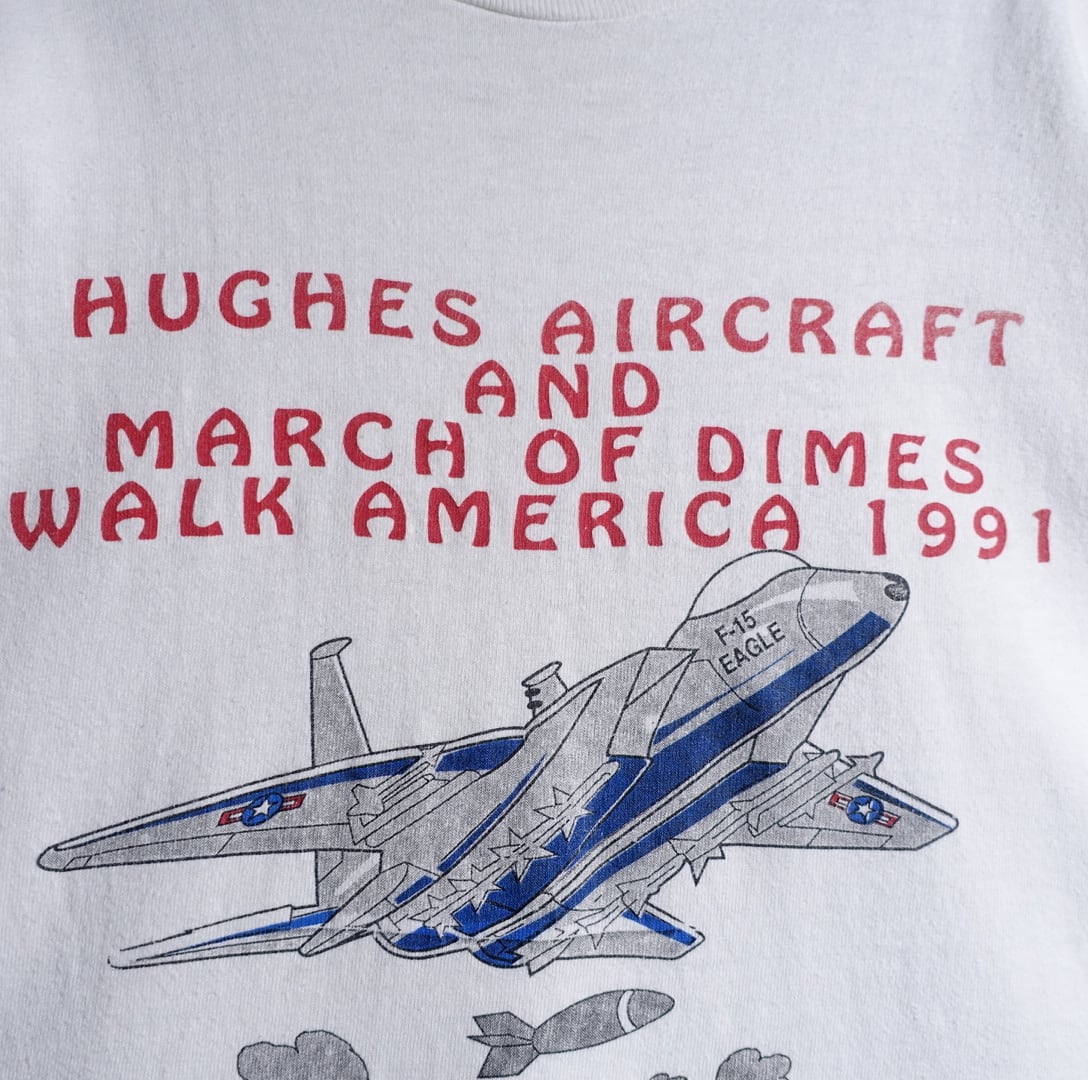 HUGHES AIRCRAFT
AND
MARCH OF DIMES
WALK AMERICA 1991
F-15
EAGLE